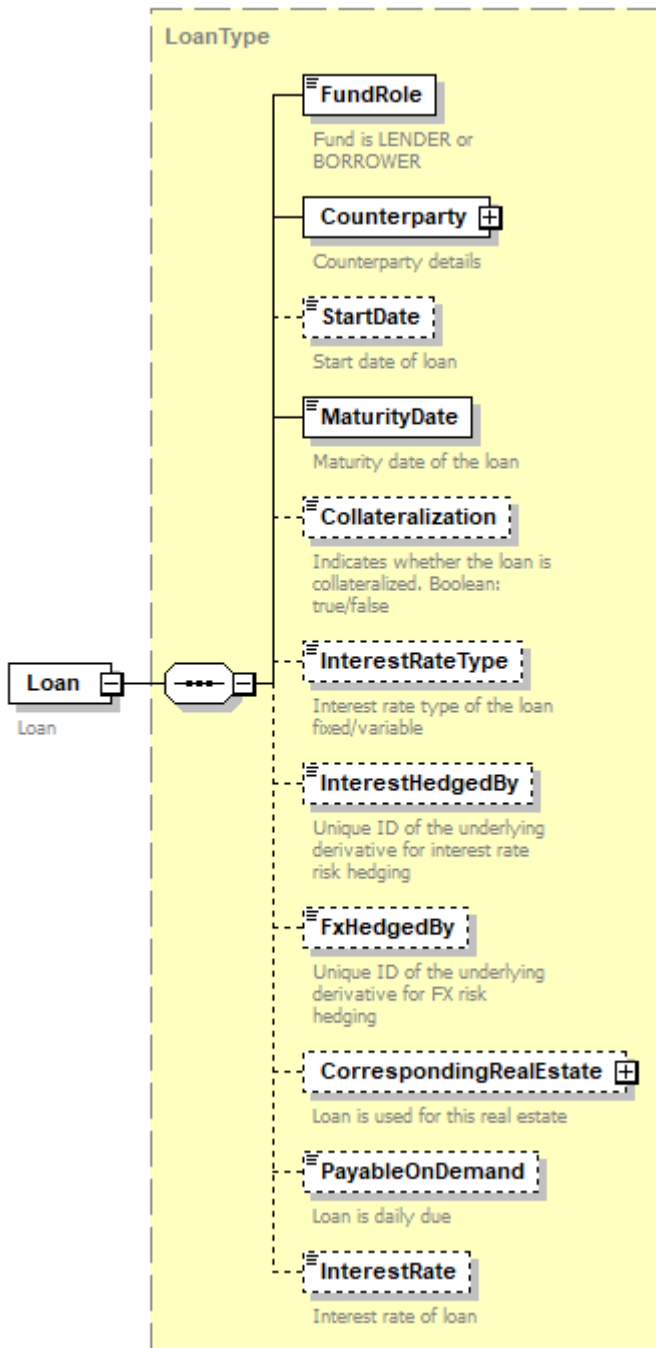 LoanType
FundRole
Fund is LENDER or
BORROWER
Counterparty
Counterparty details
StartDate
Start date of loan
MaturityDate
Maturity date of the loan
Collateralization
Indicates whether the loan is
collateralized. Boolean:
true/false
Loan
Loan
InterestRateType
Interest rate type of the loan
fixed/variable
InterestHedgedBy
Unique ID of the underlying
derivative for interest rate
risk hedging
FxHedgedBy
Unique ID of the underlying
derivative for FX risk
hedging
CorrespondingRealEstate
Loan is used for this real estate
PayableOnDemand
Loan is daily due
InterestRate
Interest rate of loan